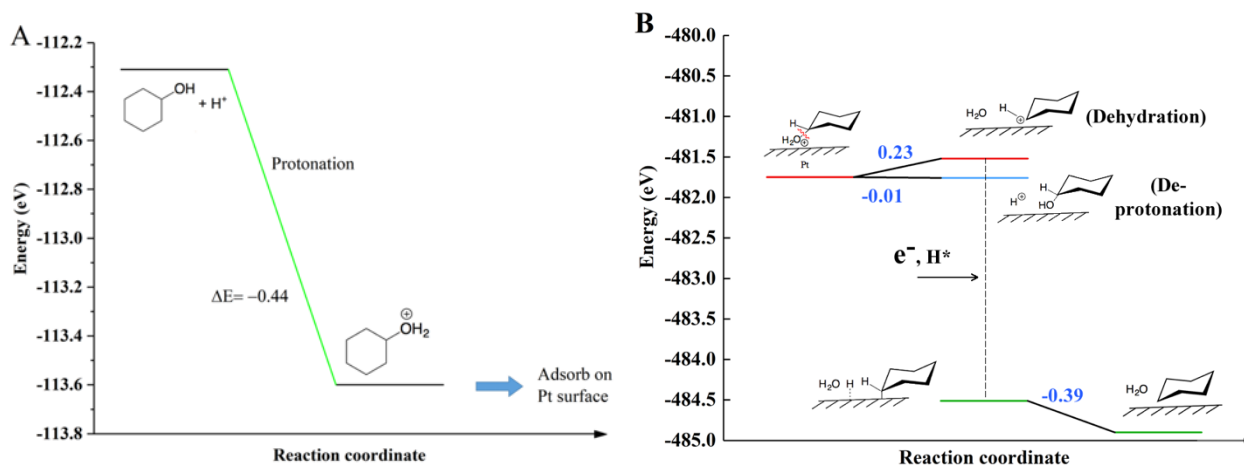 A
-112.2
-112.4
-112.6
-112.8
-113.0
-113.2
-113.4
-113.6
-113.8
Energy (eV)
Reaction coordinate
OH
+ H⁺
Protonation
ΔE= −0.44
⊕
OH₂
Adsorb on
Pt surface
B
-480.0
-480.5
-481.0
-481.5
-482.0
-482.5
-483.0
-483.5
-484.0
-484.5
-485.0
Energy (eV)
Reaction coordinate
H
H₂O
⊕
Pt
0.23
-0.01
H₂O
H
⊕
(Dehydration)
H
⊕
H
HO
(De-
protonation)
e⁻, H*
H₂O H
H
-0.39
H₂O